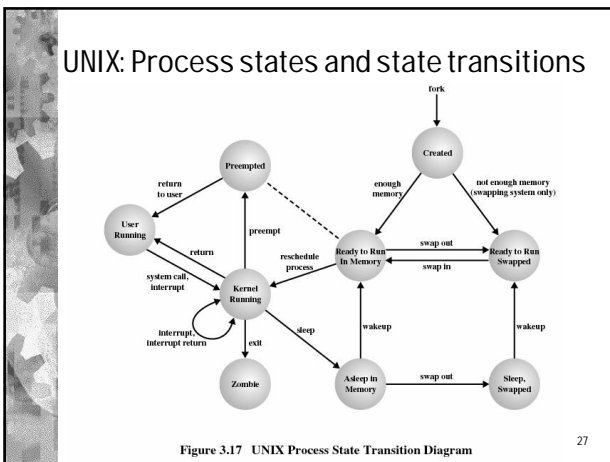 UNIX: Process states and state transitions
fork
Created
Preempted
return
to user
enough
memory
not enough memory
(swapping system only)
User
Running
preempt
return
reschedule
process
Ready to Run
In Memory
swap out
swap in
Ready to Run
Swapped
system call,
interrupt
Kernel
Running
interrupt,
interrupt return
sleep
exit
wakeup
wakeup
Zombie
Asleep in
Memory
swap out
Sleep,
Swapped
Figure 3.17 UNIX Process State Transition Diagram
27